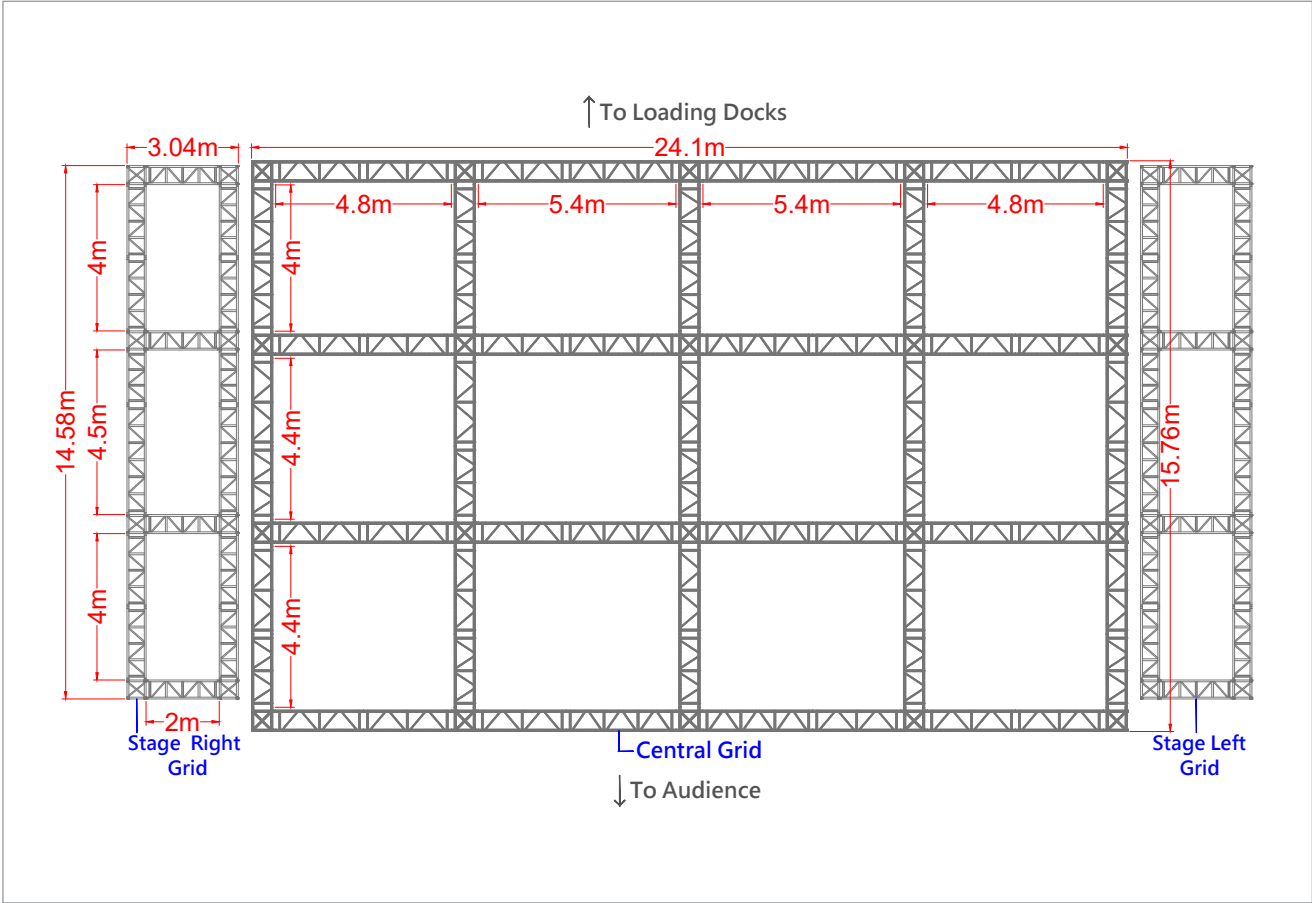 To Loading Docks
3.04m
24.1m
4.8m
5.4m
5.4m
4.8m
4m
4m
14.58m
4.5m
4.4m
15.76m
4m
4.4m
2m
Stage Right
Grid
Central Grid
Stage Left
Grid
To Audience